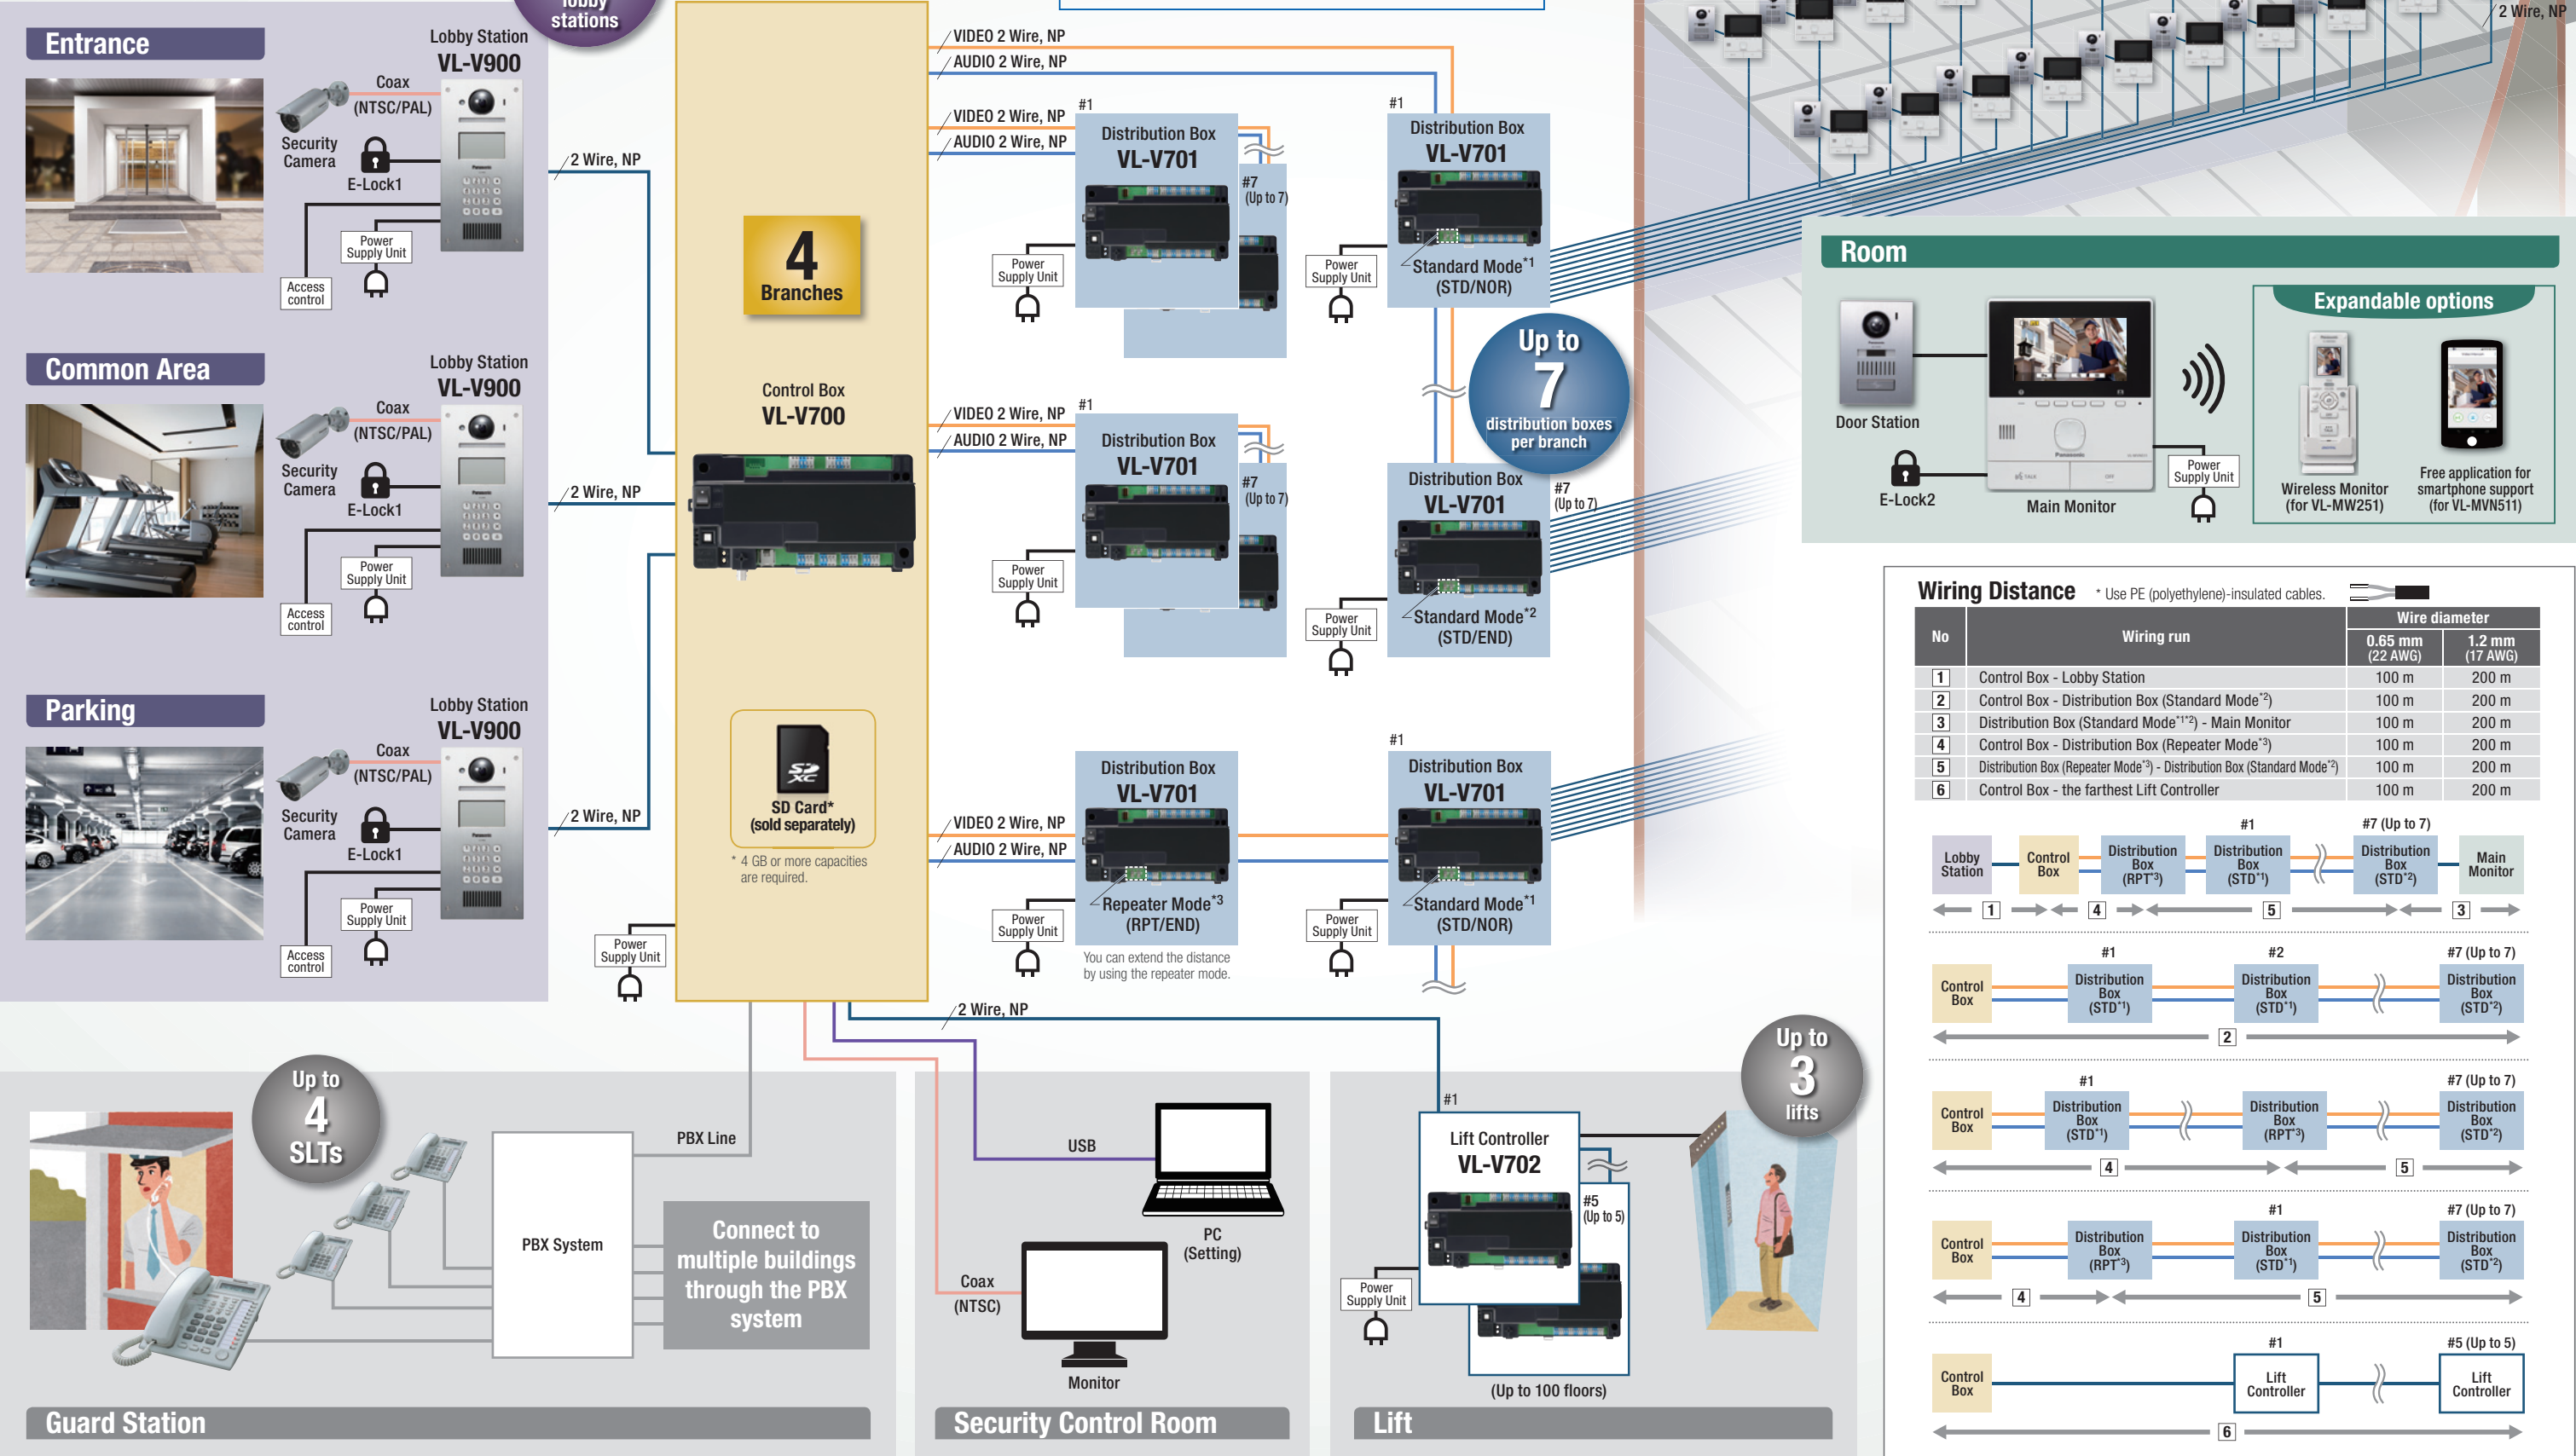 lobby
stations
Entrance
Lobby Station
VL-V900
Coax
(NTSC/PAL)
Security
Camera
E-Lock1
Power
Supply Unit
Access
control
2 Wire, NP
Common Area
Lobby Station
VL-V900
Coax
(NTSC/PAL)
Security
Camera
E-Lock1
Power
Supply Unit
Access
control
2 Wire, NP
Parking
Lobby Station
VL-V900
Coax
(NTSC/PAL)
Security
Camera
E-Lock1
Power
Supply Unit
Access
control
2 Wire, NP
4
Branches
Control Box
VL-V700
SD XC
SD Card*
(sold separately)
* 4 GB or more capacities
are required.
Power
Supply Unit
VIDEO 2 Wire, NP
AUDIO 2 Wire, NP
VIDEO 2 Wire, NP
AUDIO 2 Wire, NP
#1
Distribution Box
VL-V701
#7
(Up to 7)
Power
Supply Unit
#1
Distribution Box
VL-V701
Standard Mode*1
(STD/NOR)
Power
Supply Unit
Up to
7
distribution boxes
per branch
VIDEO 2 Wire, NP
AUDIO 2 Wire, NP
#1
Distribution Box
VL-V701
#7
(Up to 7)
Power
Supply Unit
Distribution Box
VL-V701
#7
(Up to 7)
Standard Mode*2
(STD/END)
Power
Supply Unit
VIDEO 2 Wire, NP
AUDIO 2 Wire, NP
Distribution Box
VL-V701
Repeater Mode*3
(RPT/END)
Power
Supply Unit
You can extend the distance
by using the repeater mode.
#1
Distribution Box
VL-V701
Standard Mode*1
(STD/NOR)
Power
Supply Unit
2 Wire, NP
2 Wire, NP
Room
Door Station
E-Lock2
Panasonic
Main Monitor
Power
Supply Unit
Expandable options
Wireless Monitor
(for VL-MW251)
Free application for
smartphone support
(for VL-MVN511)
Wiring Distance * Use PE (polyethylene)-insulated cables.
No Wiring run Wire diameter
0.65 mm
(22 AWG)
1.2 mm
(17 AWG)
1 Control Box - Lobby Station 100 m 200 m
2 Control Box - Distribution Box (Standard Mode*2) 100 m 200 m
3 Distribution Box (Standard Mode*1*2) - Main Monitor 100 m 200 m
4 Control Box - Distribution Box (Repeater Mode*3) 100 m 200 m
5 Distribution Box (Repeater Mode*3) - Distribution Box (Standard Mode*2) 100 m 200 m
6 Control Box - the farthest Lift Controller 100 m 200 m
#1 #7 (Up to 7)
Lobby
Station
Control
Box
Distribution
Box
(RPT*3)
Distribution
Box
(STD*1)
Distribution
Box
(STD*2)
Main
Monitor
1 4 5 3
#1 #2 #7 (Up to 7)
Control
Box
Distribution
Box
(STD*1)
Distribution
Box
(STD*1)
Distribution
Box
(STD*2)
2
#1 #7 (Up to 7)
Control
Box
Distribution
Box
(STD*1)
Distribution
Box
(RPT*3)
Distribution
Box
(STD*2)
4 5
#1 #7 (Up to 7)
Control
Box
Distribution
Box
(RPT*3)
Distribution
Box
(STD*1)
Distribution
Box
(STD*2)
4 5
#1 #5 (Up to 5)
Control
Box
Lift
Controller
Lift
Controller
6
Up to
4
SLTs
PBX Line
PBX System
Connect to
multiple buildings
through the PBX
system
Guard Station
USB
PC
(Setting)
Coax
(NTSC)
Monitor
Security Control Room
Up to
3
lifts
#1
Lift Controller
VL-V702
#5
(Up to 5)
Power
Supply Unit
(Up to 100 floors)
Lift